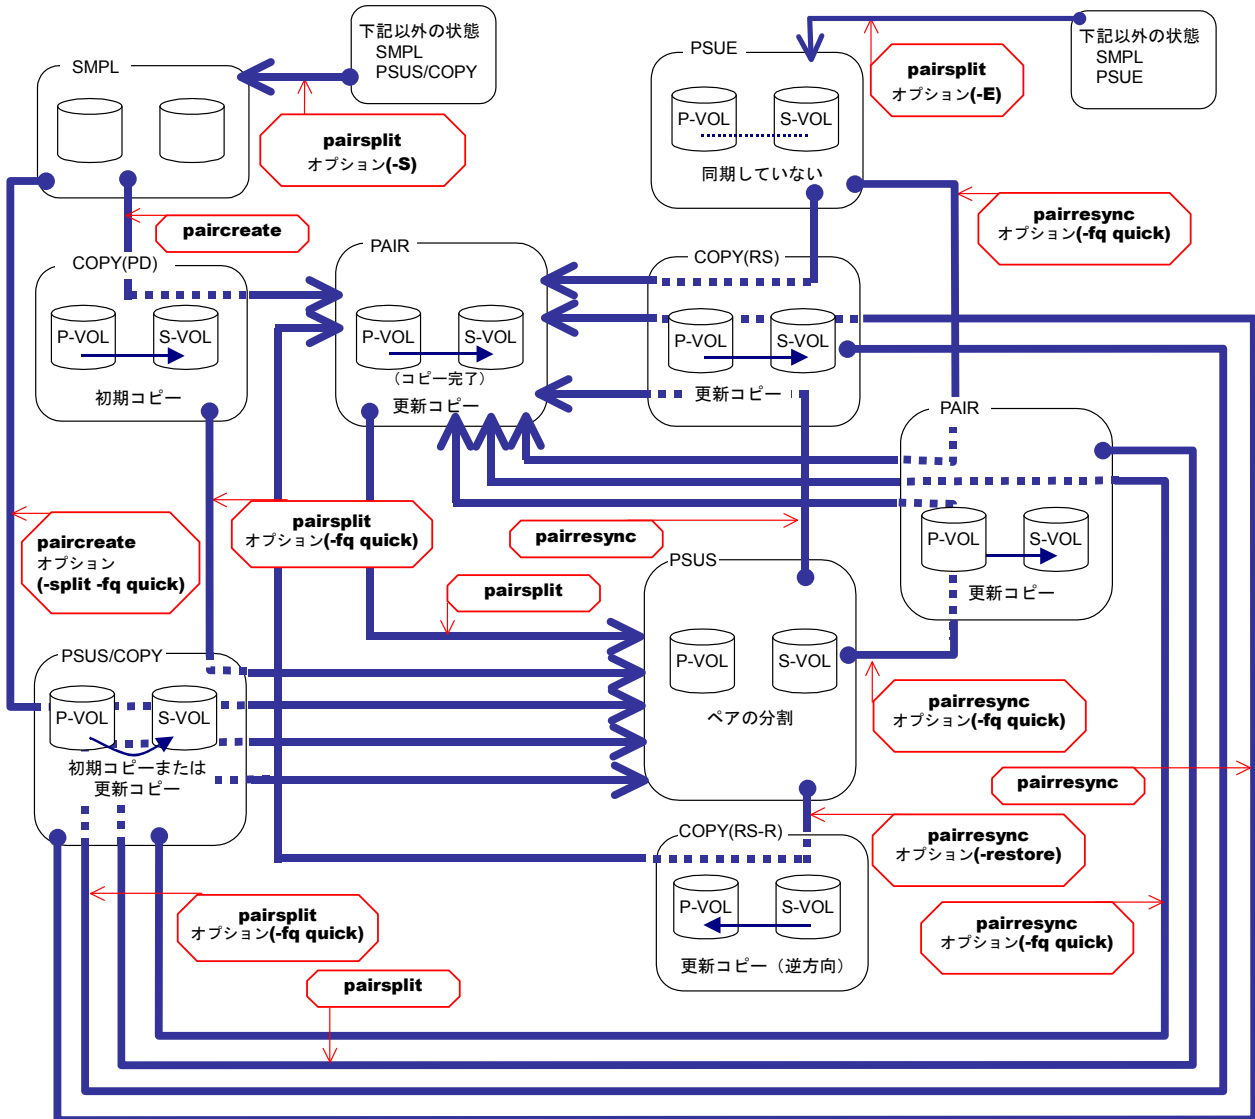 下記以外の状態
SMPL
PSUS/COPY
PSUE
下記以外の状態
SMPL
PSUE
SMPL
pairsplit
オプション(-E)
P-VOL
S-VOL
pairsplit
オプション(-S)
同期していない
pairresync
オプション(-fq quick)
paircreate
PAIR
COPY(PD)
COPY(RS)
P-VOL
S-VOL
P-VOL
S-VOL
P-VOL
S-VOL
(コピー完了)
初期コピー
更新コピー
更新コピー
PAIR
pairsplit
オプション(-fq quick)
pairresync
P-VOL
S-VOL
paircreate
オプション
(-split -fq quick)
PSUS
pairsplit
更新コピー
PSUS/COPY
P-VOL
S-VOL
P-VOL
S-VOL
pairresync
オプション(-fq quick)
ペアの分割
初期コピーまたは
更新コピー
pairresync
COPY(RS-R)
pairresync
オプション(-restore)
P-VOL
S-VOL
pairsplit
オプション(-fq quick)
pairresync
オプション(-fq quick)
更新コピー（逆方向）
pairsplit